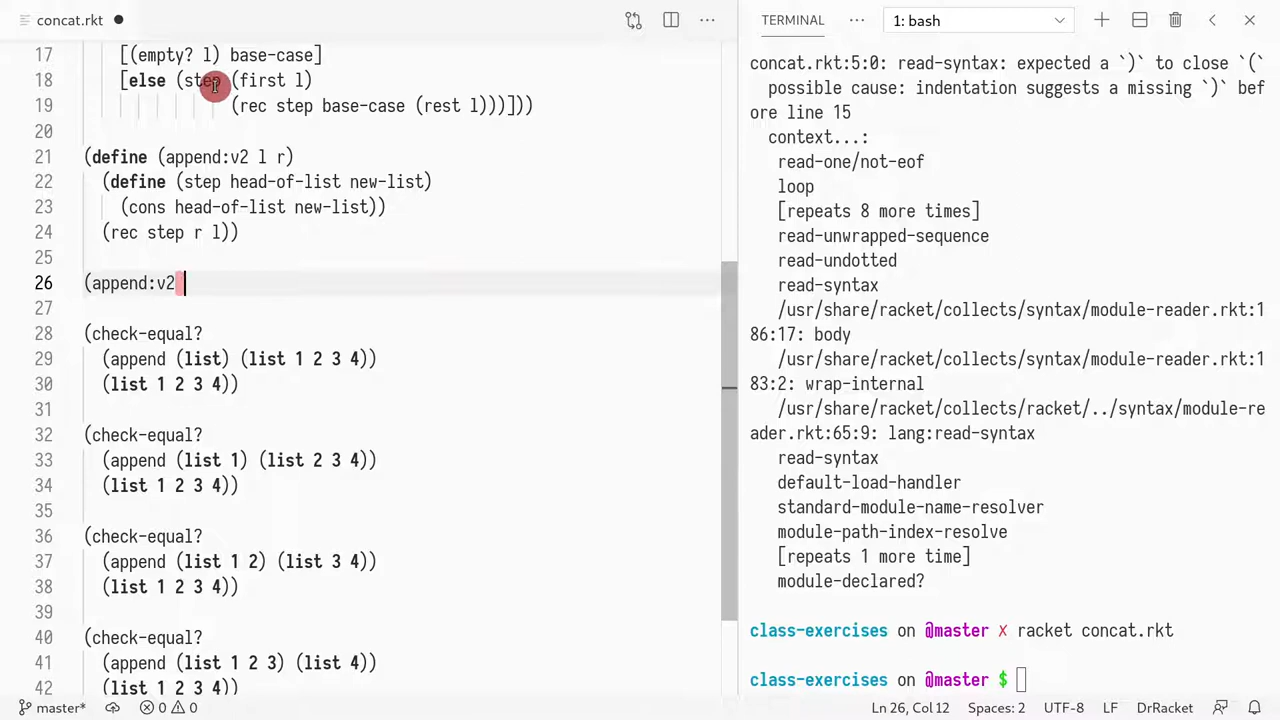 concat.rkt
17 [(empty? l) base-case]
18 [else (step (first l)
19 (rec step base-case (rest l)))]))
20
21 (define (append:v2 l r)
22 (define (step head-of-list new-list)
23 (cons head-of-list new-list))
24 (rec step r l))
25
26 (append:v2
27
28 (check-equal?
29 (append (list) (list 1 2 3 4))
30 (list 1 2 3 4))
31
32 (check-equal?
33 (append (list 1) (list 2 3 4))
34 (list 1 2 3 4))
35
36 (check-equal?
37 (append (list 1 2) (list 3 4))
38 (list 1 2 3 4))
39
40 (check-equal?
41 (append (list 1 2 3) (list 4))
42 (list 1 2 3 4))
TERMINAL
1: bash
concat.rkt:5:0: read-syntax: expected a `)` to close `(`
possible cause: indentation suggests a missing `)` bef
ore line 15
context...:
read-one/not-eof
loop
[repeats 8 more times]
read-unwrapped-sequence
read-undotted
read-syntax
/usr/share/racket/collects/syntax/module-reader.rkt:1
86:17: body
/usr/share/racket/collects/syntax/module-reader.rkt:1
83:2: wrap-internal
/usr/share/racket/collects/racket/../syntax/module-re
ader.rkt:65:9: lang:read-syntax
read-syntax
default-load-handler
standard-module-name-resolver
module-path-index-resolve
[repeats 1 more time]
module-declared?
class-exercises on @master ✗ racket concat.rkt
class-exercises on @master $
master* 0 0 Ln 26, Col 12 Spaces: 2 UTF-8 LF DrRacket